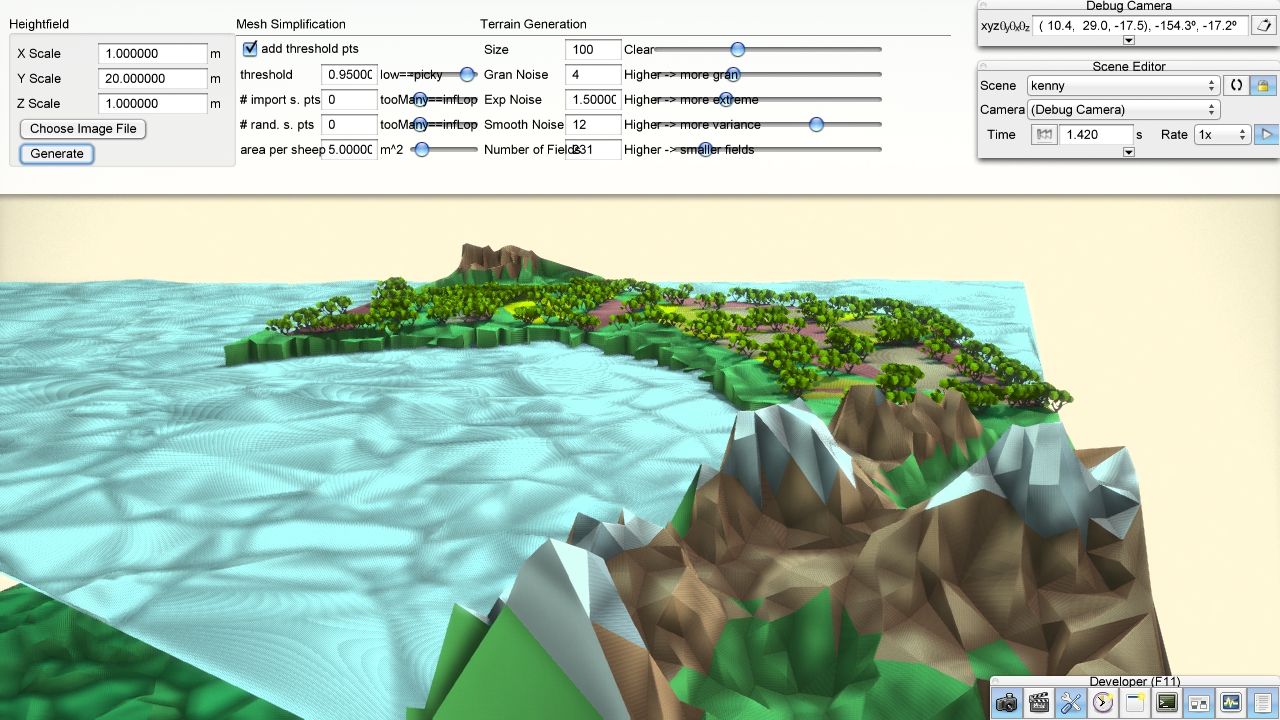 Heightfield
X Scale 1.000000 m
Y Scale 20.000000 m
Z Scale 1.000000 m
Choose Image File
Generate
Mesh Simplification
add threshold pts
threshold 0.95000 low==picky
# import s. pts 0 tooMany==infLop
# rand. s. pts 0 tooMany==infLop
area per sheep 5.00000 m^2
Terrain Generation
Size 100 Clear
Gran Noise 4 Higher -> more gran
Exp Noise 1.50000 Higher -> more extreme
Smooth Noise 12 Higher -> more variance
Number of Fields 231 Higher -> smaller fields
Debug Camera
xyz ( 10.4, 29.0, -17.5), -154.3º, -17.2º
Scene Editor
Scene kenny
Camera (Debug Camera)
Time 1.420 s Rate 1x
Developer (F11)